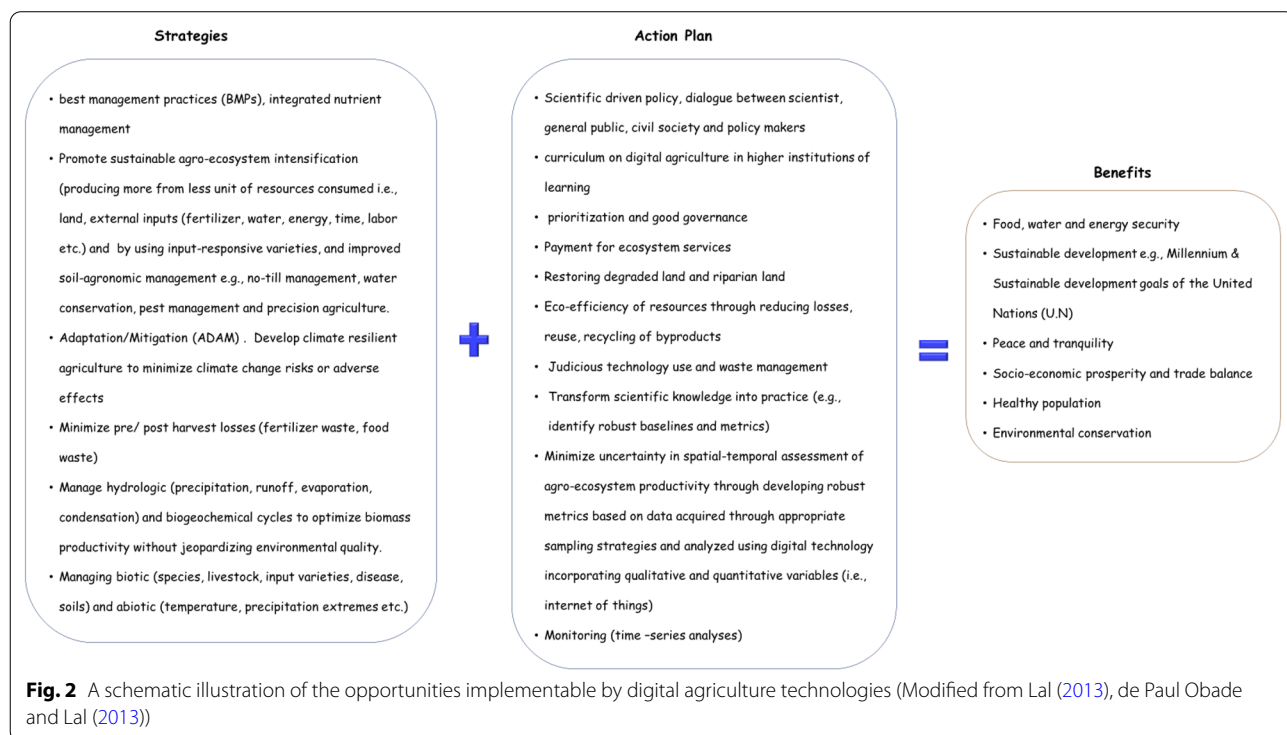 Strategies
• best management practices (BMPs), integrated nutrient
management
• Promote sustainable agro-ecosystem intensification
(producing more from less unit of resources consumed i.e.,
land, external inputs (fertilizer, water, energy, time, labor
etc.) and by using input-responsive varieties, and improved
soil-agronomic management e.g., no-till management, water
conservation, pest management and precision agriculture.
• Adaptation/Mitigation (ADAM) . Develop climate resilient
agriculture to minimize climate change risks or adverse
effects
• Minimize pre/ post harvest losses (fertilizer waste, food
waste)
• Manage hydrologic (precipitation, runoff, evaporation,
condensation) and biogeochemical cycles to optimize biomass
productivity without jeopardizing environmental quality.
• Managing biotic (species, livestock, input varieties, disease,
soils) and abiotic (temperature, precipitation extremes etc.)
+
Action Plan
• Scientific driven policy, dialogue between scientist,
general public, civil society and policy makers
• curriculum on digital agriculture in higher institutions of
learning
• prioritization and good governance
• Payment for ecosystem services
• Restoring degraded land and riparian land
• Eco-efficiency of resources through reducing losses,
reuse, recycling of byproducts
• Judicious technology use and waste management
• Transform scientific knowledge into practice (e.g.,
identify robust baselines and metrics)
• Minimize uncertainty in spatial-temporal assessment of
agro-ecosystem productivity through developing robust
metrics based on data acquired through appropriate
sampling strategies and analyzed using digital technology
incorporating qualitative and quantitative variables (i.e.,
internet of things)
• Monitoring (time –series analyses)
=
Benefits
• Food, water and energy security
• Sustainable development e.g., Millennium &
Sustainable development goals of the United
Nations (U.N)
• Peace and tranquility
• Socio-economic prosperity and trade balance
• Healthy population
• Environmental conservation
Fig. 2 A schematic illustration of the opportunities implementable by digital agriculture technologies (Modified from Lal (2013), de Paul Obade
and Lal (2013))